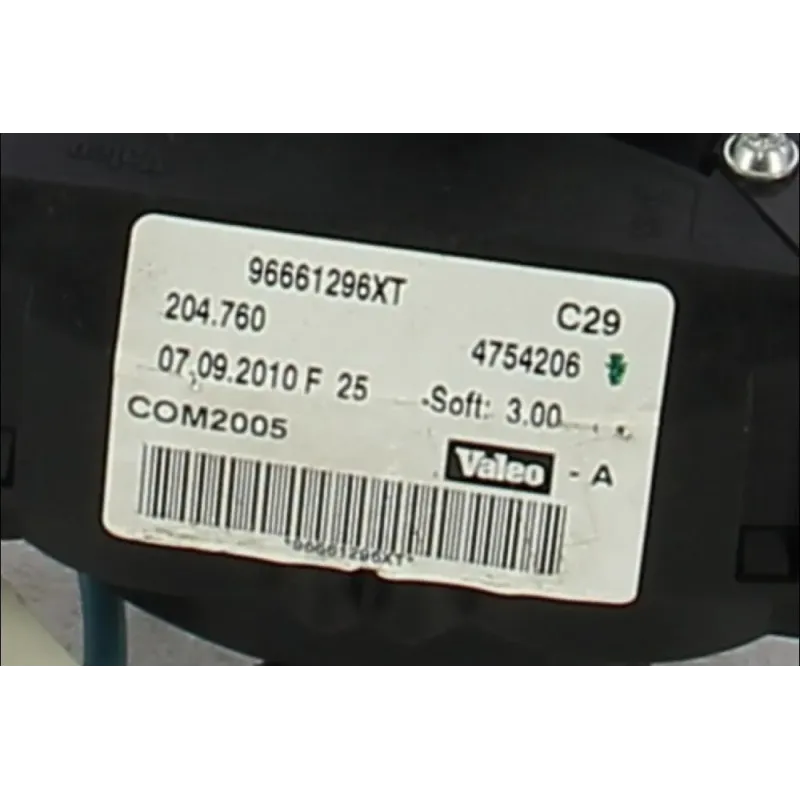 96661296XT
204.760 C29
4754206
07.09.2010 F 25
-Soft: 3.00
COM2005
Valeo - A
*96661296XT*